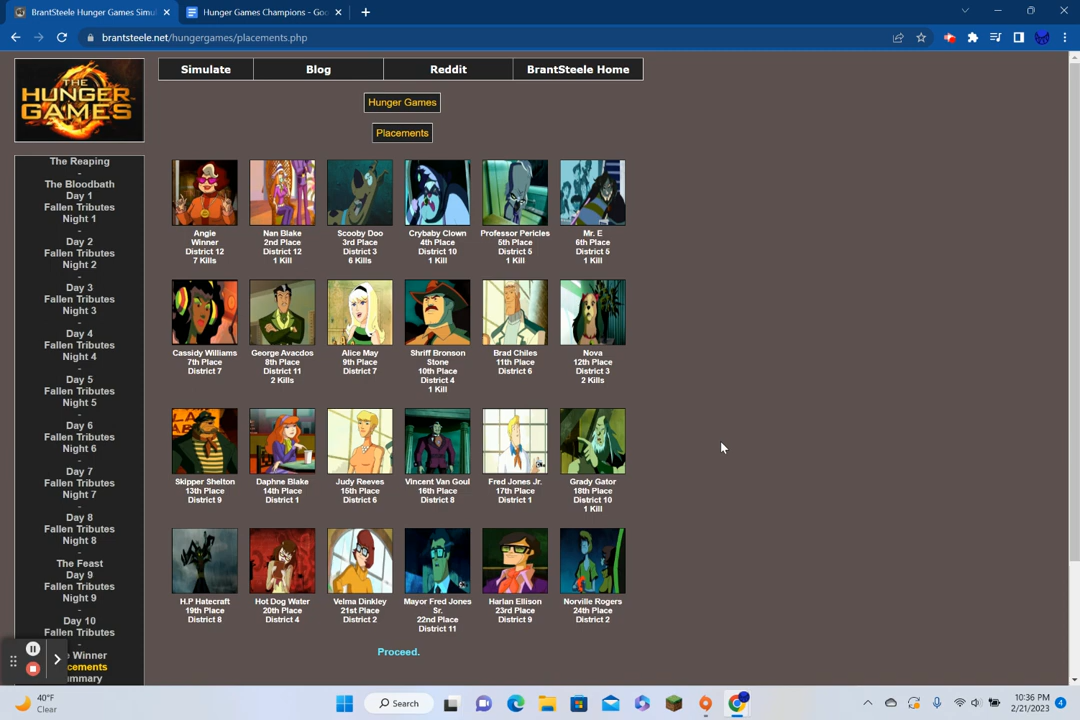 BrantSteele Hunger Games Simu
Hunger Games Champions - Goo
brantsteele.net/hungergames/placements.php
THE
HUNGER
GAMES
Simulate
Blog
Reddit
BrantSteele Home
Hunger Games
Placements
The Reaping
-
The Bloodbath
Day 1
Fallen Tributes
Night 1
-
Day 2
Fallen Tributes
Night 2
-
Day 3
Fallen Tributes
Night 3
-
Day 4
Fallen Tributes
Night 4
-
Day 5
Fallen Tributes
Night 5
-
Day 6
Fallen Tributes
Night 6
-
Day 7
Fallen Tributes
Night 7
-
Day 8
Fallen Tributes
Night 8
-
The Feast
Day 9
Fallen Tributes
Night 9
-
Day 10
Fallen Tributes
-
Winner
cements
ummary
Angie
Winner
District 12
7 Kills
Nan Blake
2nd Place
District 12
1 Kill
Scooby Doo
3rd Place
District 3
6 Kills
Crybaby Clown
4th Place
District 10
1 Kill
Professor Pericles
5th Place
District 5
1 Kill
Mr. E
6th Place
District 5
1 Kill
Cassidy Williams
7th Place
District 7
George Avacdos
8th Place
District 11
2 Kills
Alice May
9th Place
District 7
Shriff Bronson
Stone
10th Place
District 4
1 Kill
Brad Chiles
11th Place
District 6
Nova
12th Place
District 3
2 Kills
Skipper Shelton
13th Place
District 9
Daphne Blake
14th Place
District 1
Judy Reeves
15th Place
District 6
Vincent Van Goul
16th Place
District 8
Fred Jones Jr.
17th Place
District 1
Grady Gator
18th Place
District 10
1 Kill
H.P Hatecraft
19th Place
District 8
Hot Dog Water
20th Place
District 4
Velma Dinkley
21st Place
District 2
Mayor Fred Jones
Sr.
22nd Place
District 11
Harlan Ellison
23rd Place
District 9
Norville Rogers
24th Place
District 2
Proceed.
40°F
Clear
Search
10:36 PM
2/21/2023
4